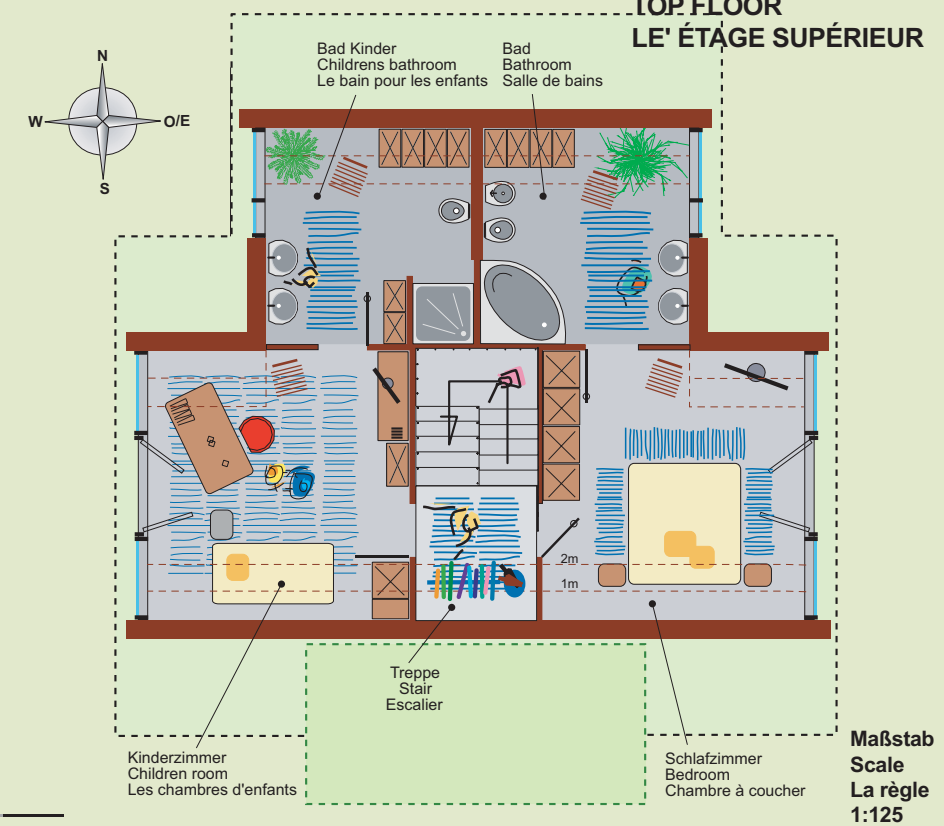 TOP FLOOR
LE' ÉTAGE SUPÉRIEUR
N
W
O/E
S
Bad Kinder
Childrens bathroom
Le bain pour les enfants
Bad
Bathroom
Salle de bains
2m
1m
Treppe
Stair
Escalier
Kinderzimmer
Children room
Les chambres d'enfants
Schlafzimmer
Bedroom
Chambre à coucher
Maßstab
Scale
La règle
1:125